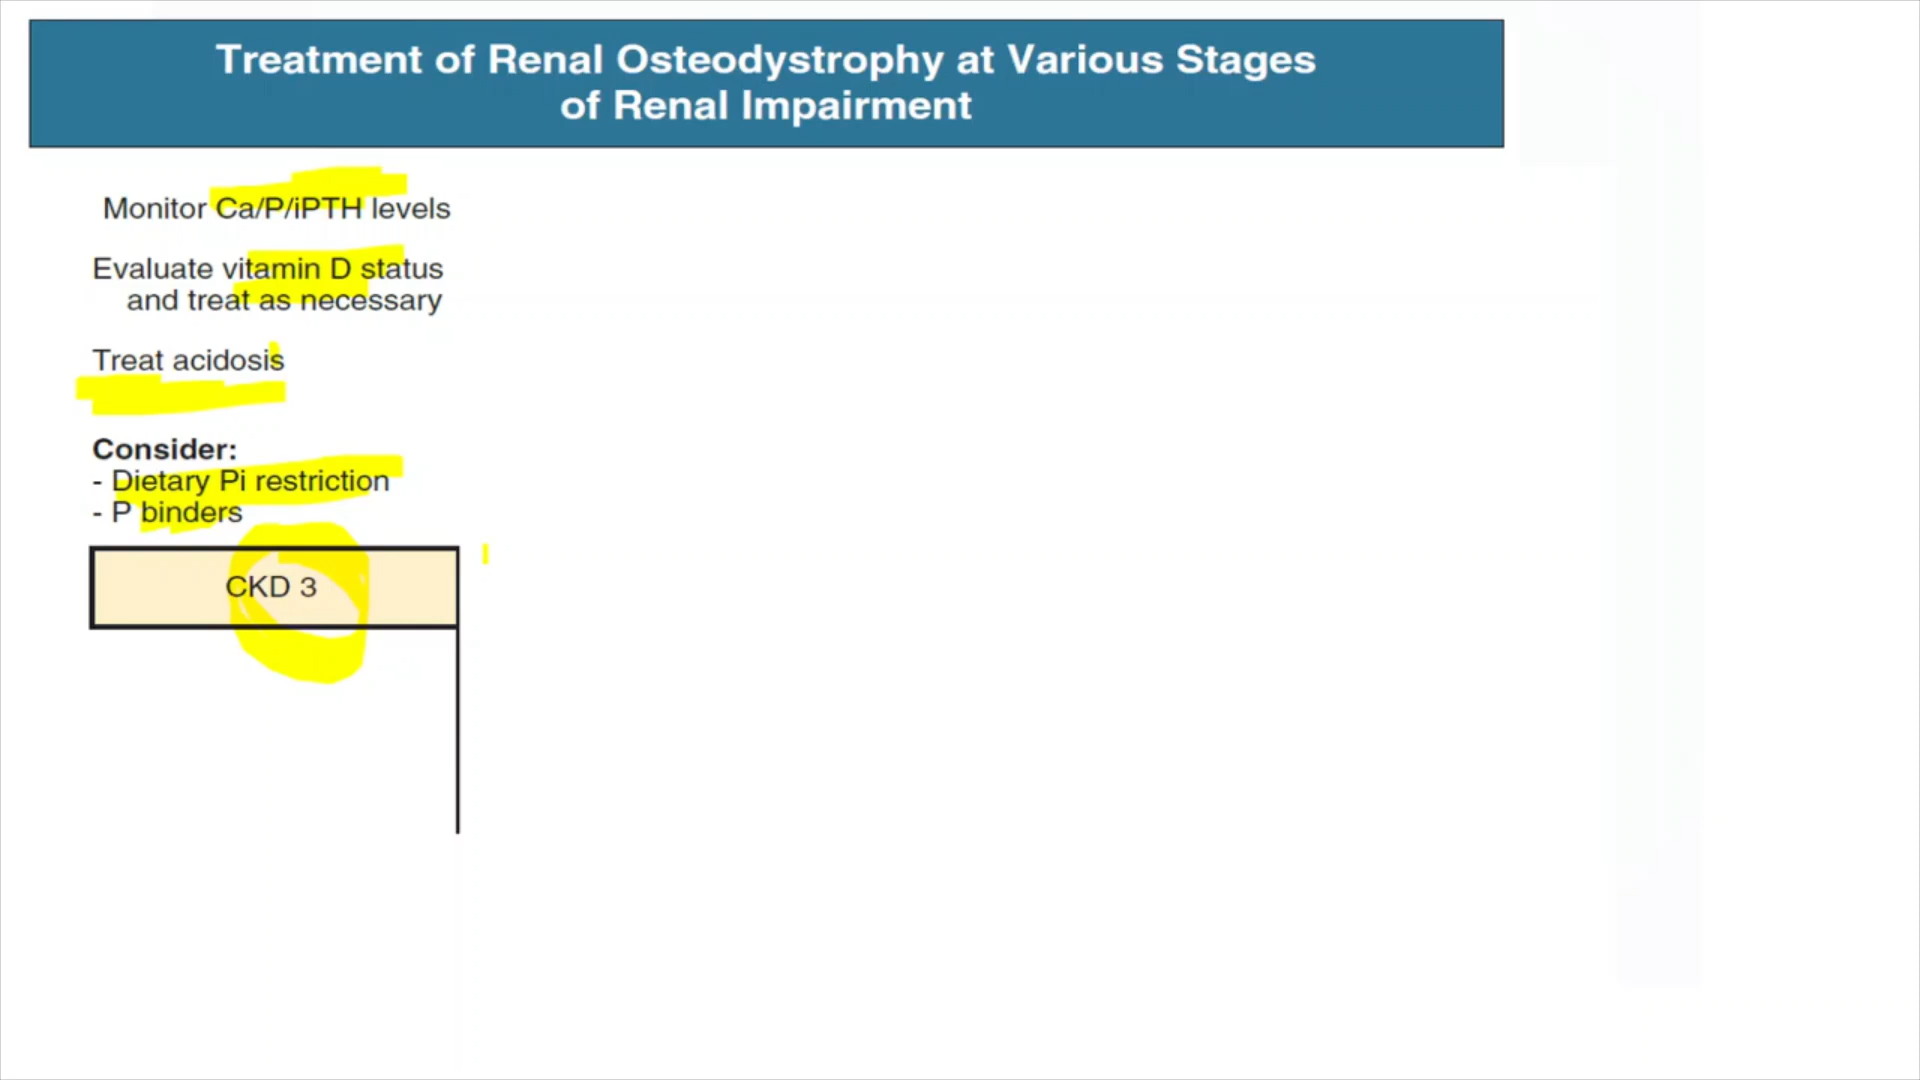 Treatment of Renal Osteodystrophy at Various Stages
of Renal Impairment
Monitor Ca/P/iPTH levels
Evaluate vitamin D status
and treat as necessary
Treat acidosis
Consider:
- Dietary Pi restriction
- P binders
CKD 3